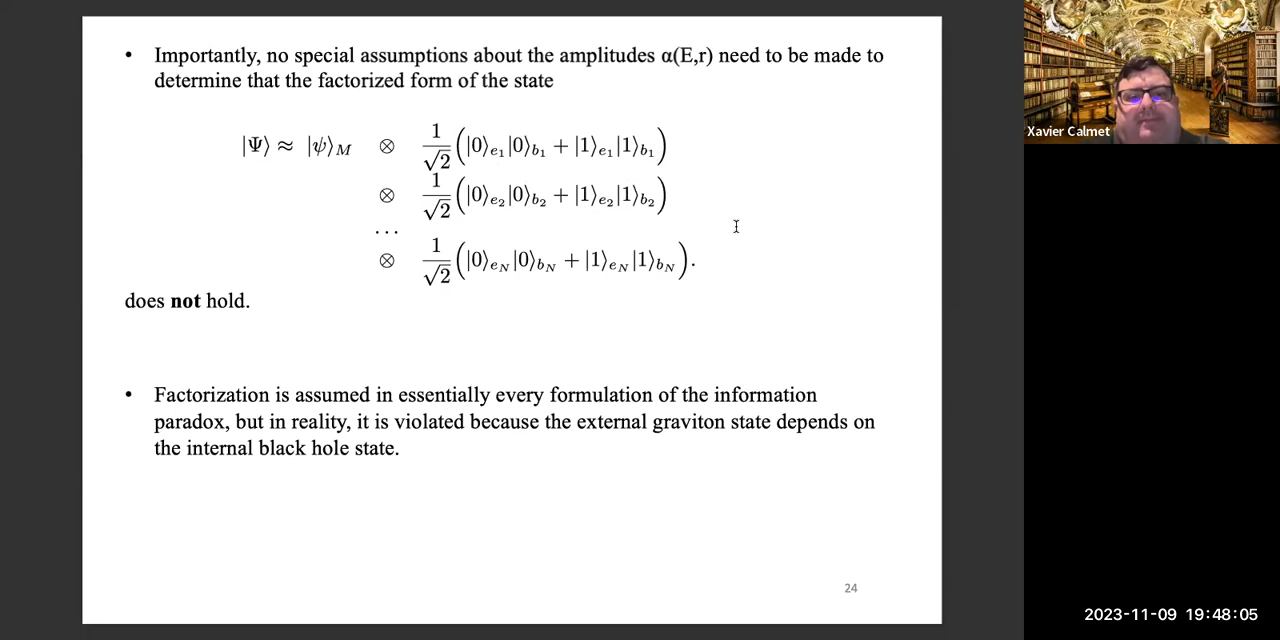 • Importantly, no special assumptions about the amplitudes α(E,r) need to be made to
determine that the factorized form of the state
|Ψ⟩ ≈ |ψ⟩_M ⊗ 1/√2 (|0⟩_{e_1}|0⟩_{b_1} + |1⟩_{e_1}|1⟩_{b_1})
⊗ 1/√2 (|0⟩_{e_2}|0⟩_{b_2} + |1⟩_{e_2}|1⟩_{b_2})
...
⊗ 1/√2 (|0⟩_{e_N}|0⟩_{b_N} + |1⟩_{e_N}|1⟩_{b_N}).
does not hold.
• Factorization is assumed in essentially every formulation of the information
paradox, but in reality, it is violated because the external graviton state depends on
the internal black hole state.
24
Xavier Calmet
2023-11-09 19:48:05